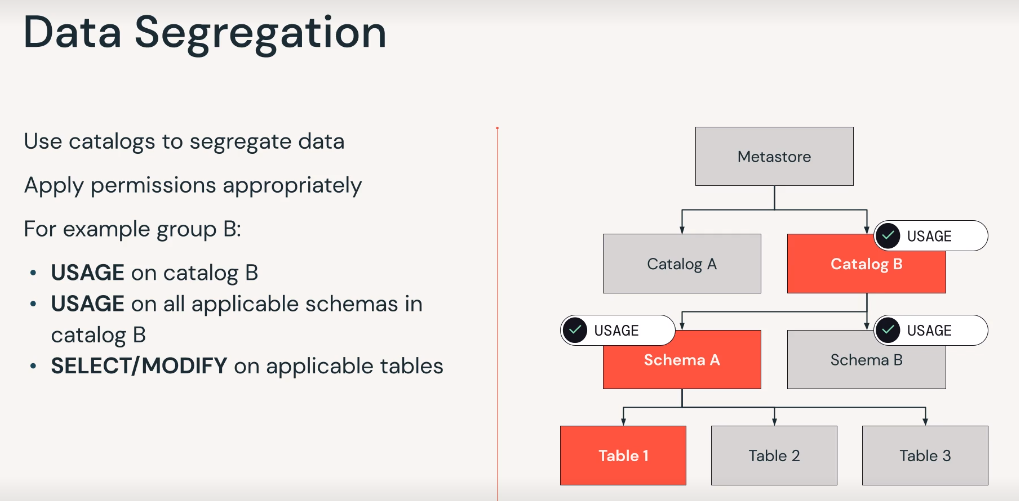 Data Segregation
Use catalogs to segregate data
Apply permissions appropriately
For example group B:
• USAGE on catalog B
• USAGE on all applicable schemas in
catalog B
• SELECT/MODIFY on applicable tables
Metastore
USAGE
Catalog A
Catalog B
USAGE
USAGE
Schema A
Schema B
Table 1
Table 2
Table 3